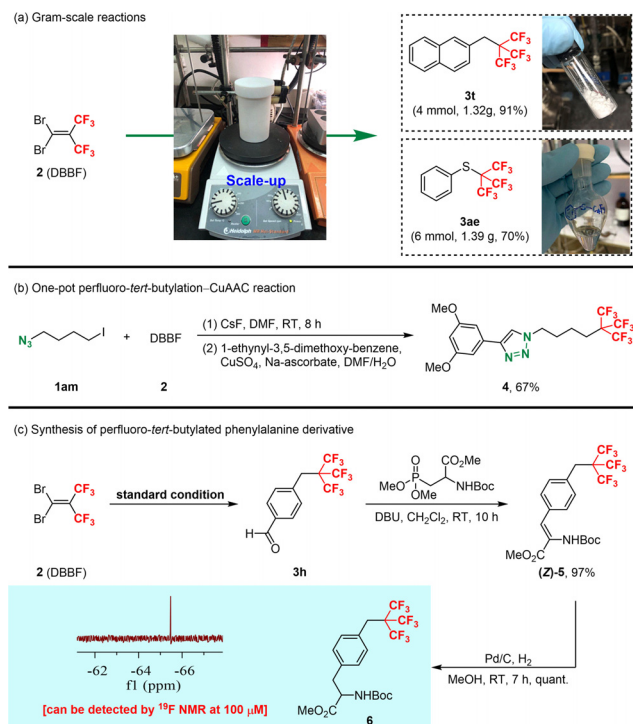 (a) Gram-scale reactions
Br
Br
CF3
CF3
2 (DBBF)
Scale-up
Heidolph
CF3
CF3
CF3
3t
(4 mmol, 1.32g, 91%)
S
CF3
CF3
CF3
3ae
(6 mmol, 1.39 g, 70%)
(b) One-pot perfluoro-tert-butylation–CuAAC reaction
N3
I
1am
+
DBBF
2
(1) CsF, DMF, RT, 8 h
(2) 1-ethynyl-3,5-dimethoxy-benzene,
CuSO4, Na-ascorbate, DMF/H2O
MeO
OMe
N
N=N
CF3
CF3
CF3
4, 67%
(c) Synthesis of perfluoro-tert-butylated phenylalanine derivative
Br
Br
CF3
CF3
2 (DBBF)
standard condition
CF3
CF3
CF3
O
3h
O
CO2Me
MeO
P
OMe
NHBoc
DBU, CH2Cl2, RT, 10 h
CF3
CF3
CF3
MeO2C
NHBoc
(Z)-5, 97%
Pd/C, H2
MeOH, RT, 7 h, quant.
-62 -64 -66
f1 (ppm)
[can be detected by 19F NMR at 100 μM]
CF3
CF3
CF3
MeO2C
NHBoc
6